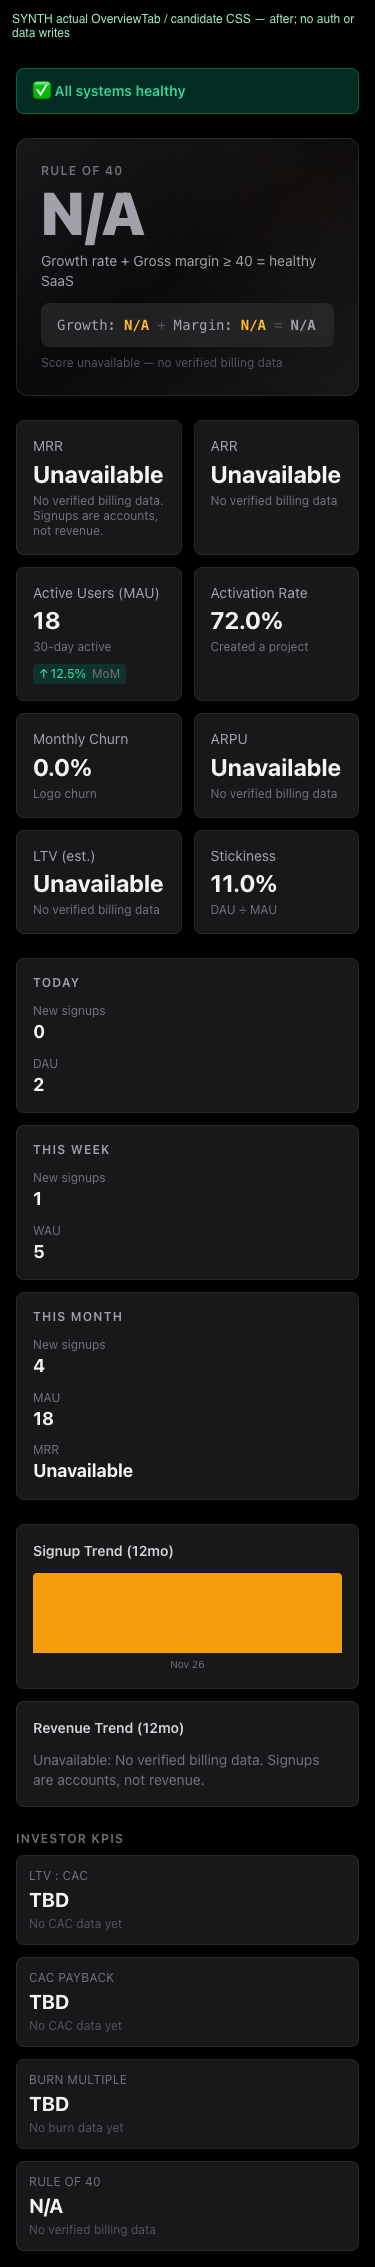 SYNTH actual OverviewTab / candidate CSS — after; no auth or
data writes
✅ All systems healthy
RULE OF 40
N/A
Growth rate + Gross margin ≥ 40 = healthy
SaaS
Growth: N/A + Margin: N/A = N/A
Score unavailable — no verified billing data
MRR
Unavailable
No verified billing data.
Signups are accounts,
not revenue.
ARR
Unavailable
No verified billing data
Active Users (MAU)
18
30-day active
↑ 12.5% MoM
Activation Rate
72.0%
Created a project
Monthly Churn
0.0%
Logo churn
ARPU
Unavailable
No verified billing data
LTV (est.)
Unavailable
No verified billing data
Stickiness
11.0%
DAU ÷ MAU
TODAY
New signups
0
DAU
2
THIS WEEK
New signups
1
WAU
5
THIS MONTH
New signups
4
MAU
18
MRR
Unavailable
Signup Trend (12mo)
Nov 26
Revenue Trend (12mo)
Unavailable: No verified billing data. Signups
are accounts, not revenue.
INVESTOR KPIS
LTV : CAC
TBD
No CAC data yet
CAC PAYBACK
TBD
No CAC data yet
BURN MULTIPLE
TBD
No burn data yet
RULE OF 40
N/A
No verified billing data